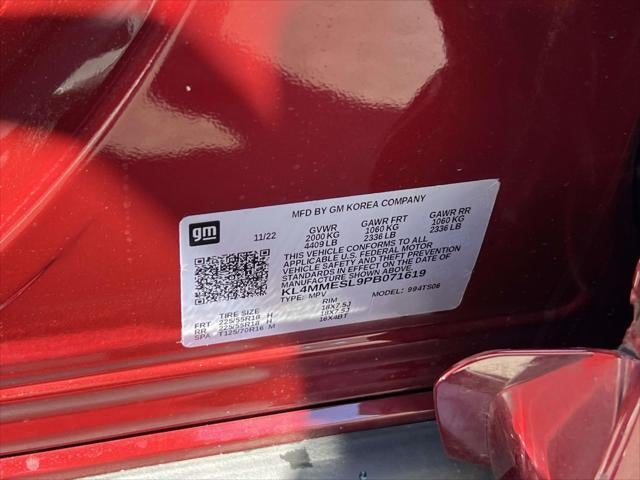 MFD BY GM KOREA COMPANY
gm 11/22 GVWR GAWR FRT GAWR RR
2000 KG 1060 KG 1060 KG
4409 LB 2336 LB 2336 LB
THIS VEHICLE CONFORMS TO ALL
APPLICABLE U.S. FEDERAL MOTOR
VEHICLE SAFETY AND THEFT PREVENTION
STANDARDS IN EFFECT ON THE DATE OF
MANUFACTURE SHOWN ABOVE.
KL4MMESL9PB071619
TYPE: MPV MODEL: 994TS06
TIRE SIZE RIM
FRT 225/55R18 H 18X7.5J
RR 225/55R18 H 18X7.5J
SPA T125/70R16 M 16X4BT